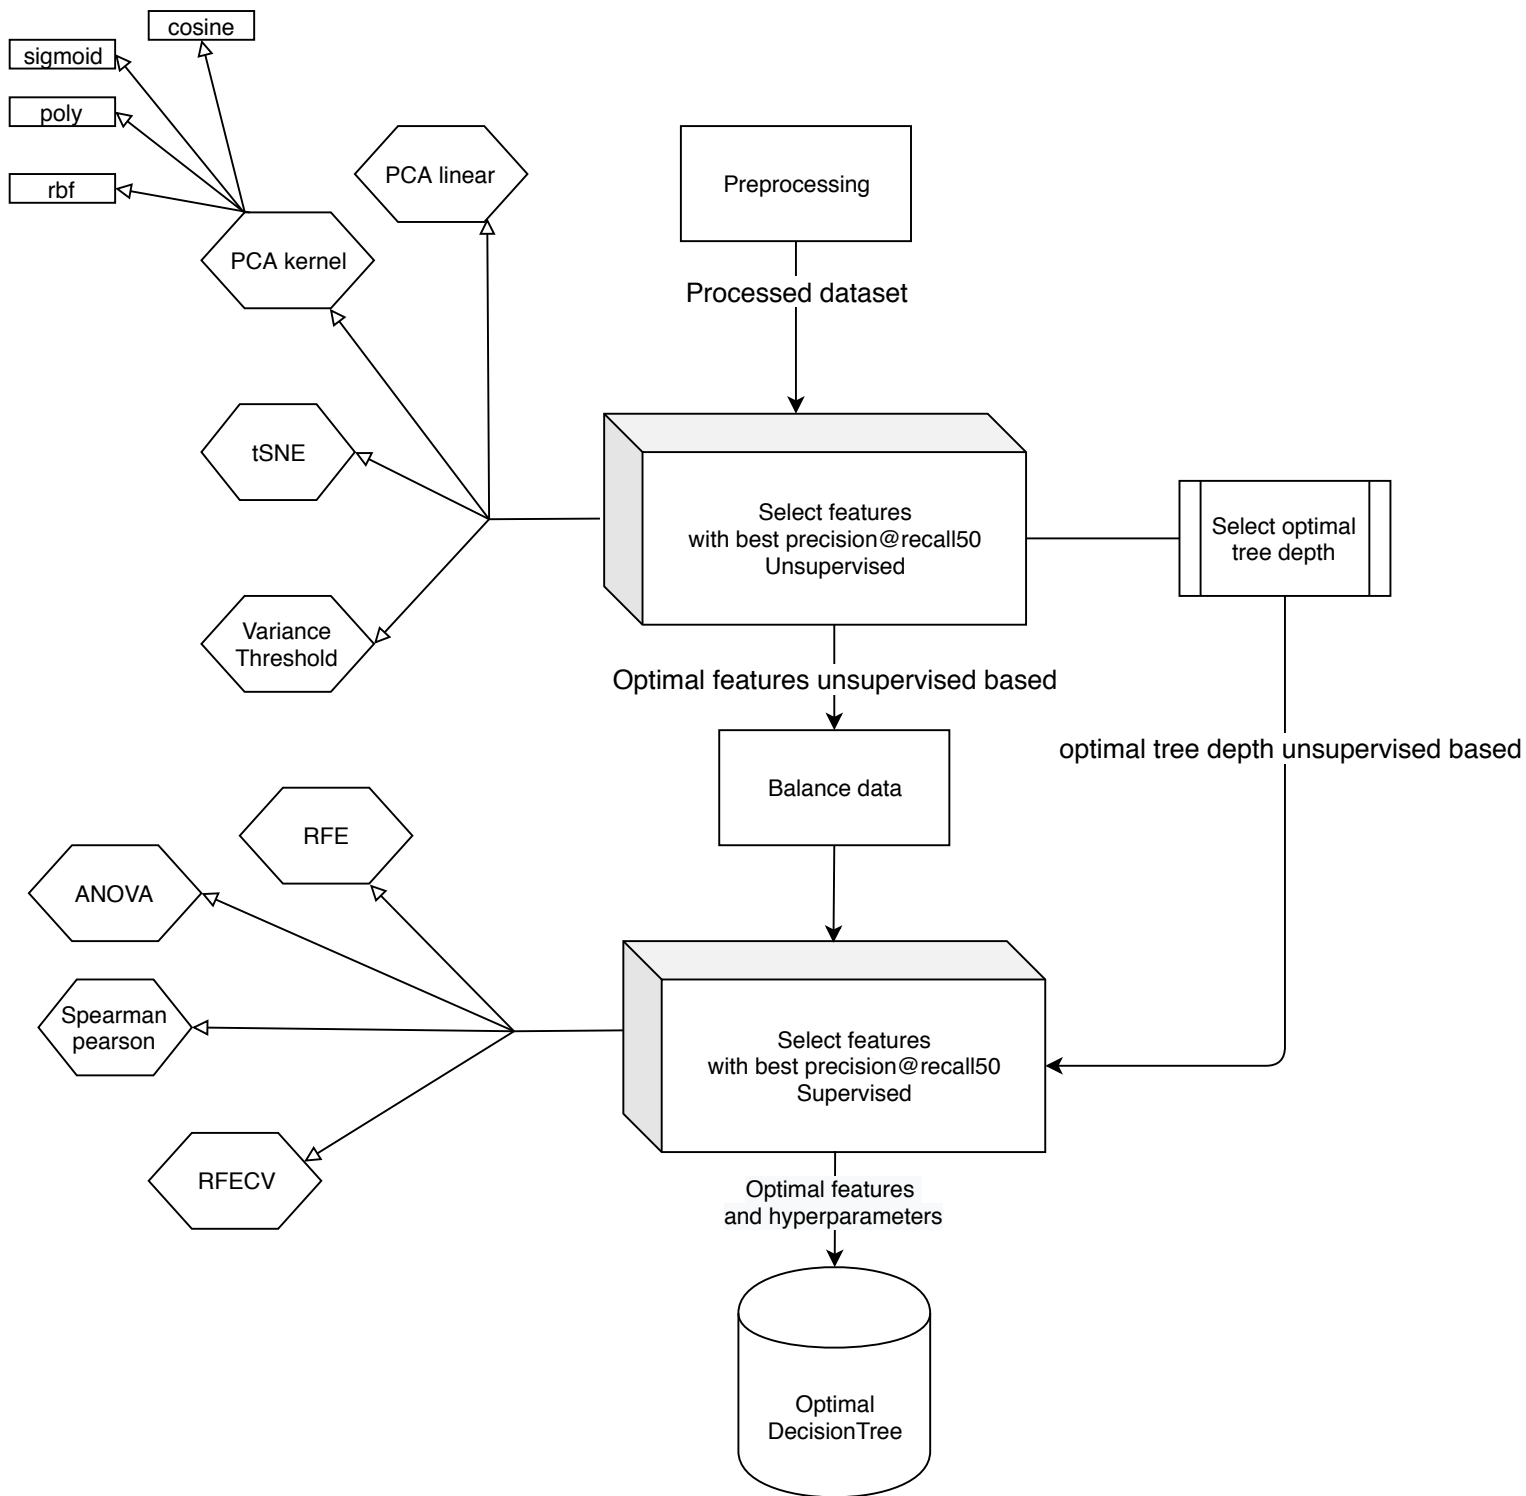 cosine
sigmoid
poly
rbf
PCA linear
PCA kernel
Preprocessing
Processed dataset
tSNE
Variance
Threshold
Select features
with best precision@recall50
Unsupervised
Select optimal
tree depth
Optimal features unsupervised based
optimal tree depth unsupervised based
Balance data
RFE
ANOVA
Spearman
pearson
RFECV
Select features
with best precision@recall50
Supervised
Optimal features
and hyperparameters
Optimal
DecisionTree